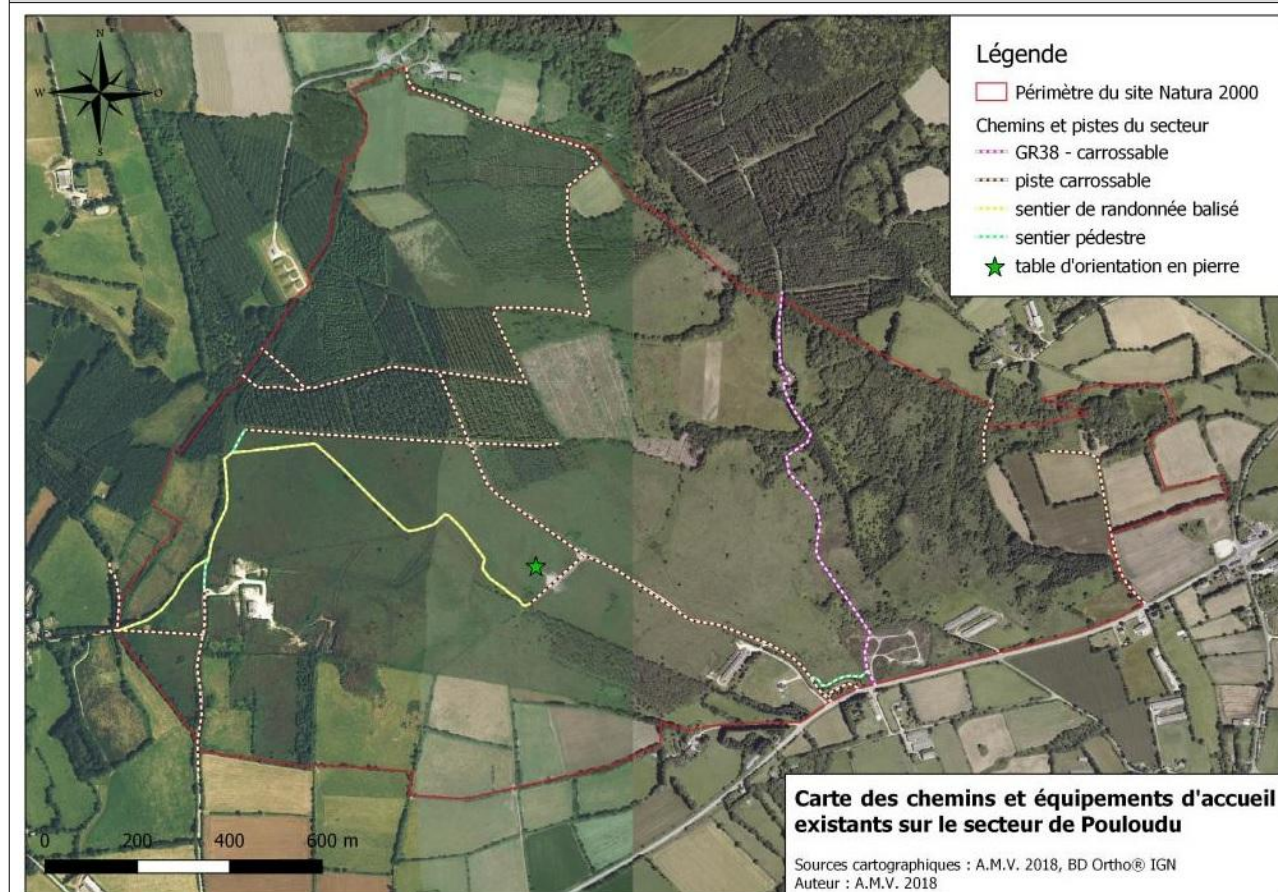 N
W
O
S
Légende
Périmètre du site Natura 2000
Chemins et pistes du secteur
GR38 - carrossable
piste carrossable
sentier de randonnée balisé
sentier pédestre
table d'orientation en pierre
0 200 400 600 m
Carte des chemins et équipements d'accueil
existants sur le secteur de Pouloudu
Sources cartographiques : A.M.V. 2018, BD Ortho® IGN
Auteur : A.M.V. 2018